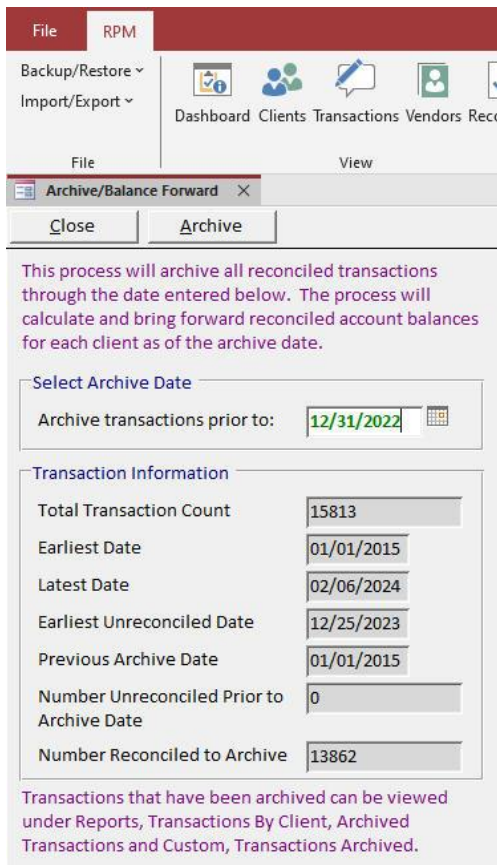 File RPM
Backup/Restore
Import/Export
Dashboard Clients Transactions Vendors
File View
Archive/Balance Forward
Close Archive
This process will archive all reconciled transactions
through the date entered below. The process will
calculate and bring forward reconciled account balances
for each client as of the archive date.
Select Archive Date
Archive transactions prior to: 12/31/2022
Transaction Information
Total Transaction Count 15813
Earliest Date 01/01/2015
Latest Date 02/06/2024
Earliest Unreconciled Date 12/25/2023
Previous Archive Date 01/01/2015
Number Unreconciled Prior to 0
Archive Date
Number Reconciled to Archive 13862
Transactions that have been archived can be viewed
under Reports, Transactions By Client, Archived
Transactions and Custom, Transactions Archived.